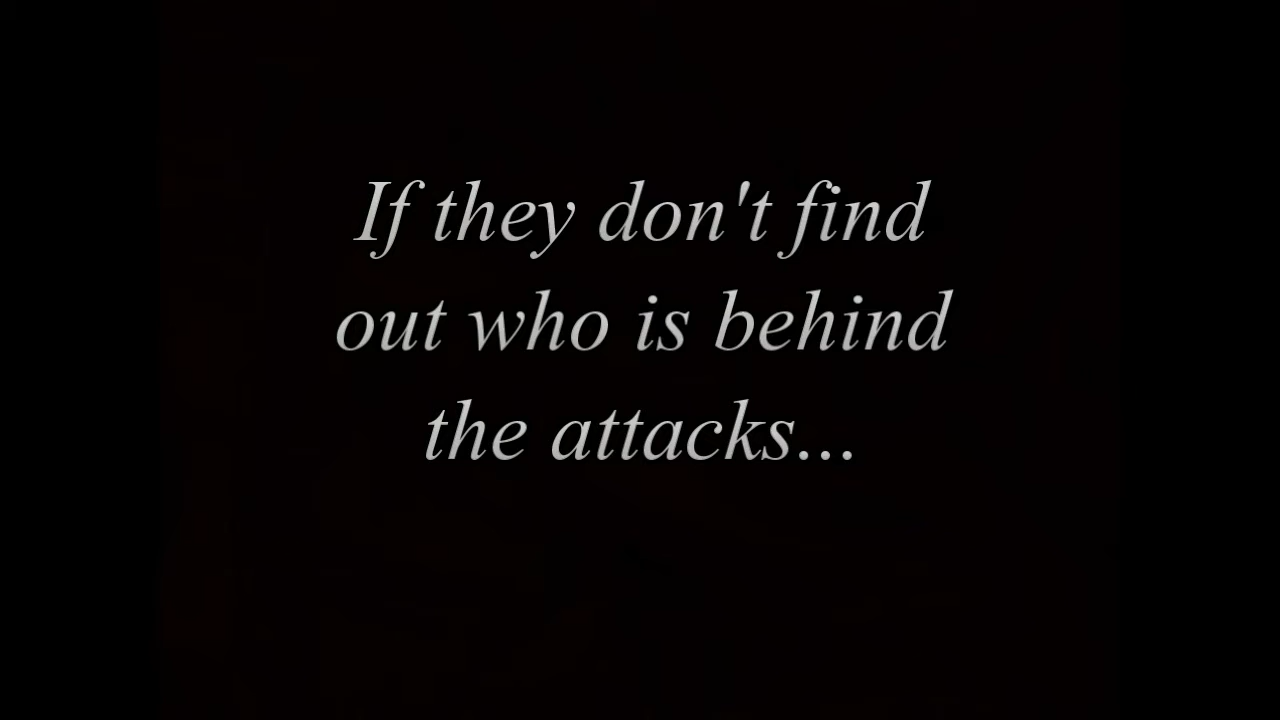 If they don't find
out who is behind
the attacks...